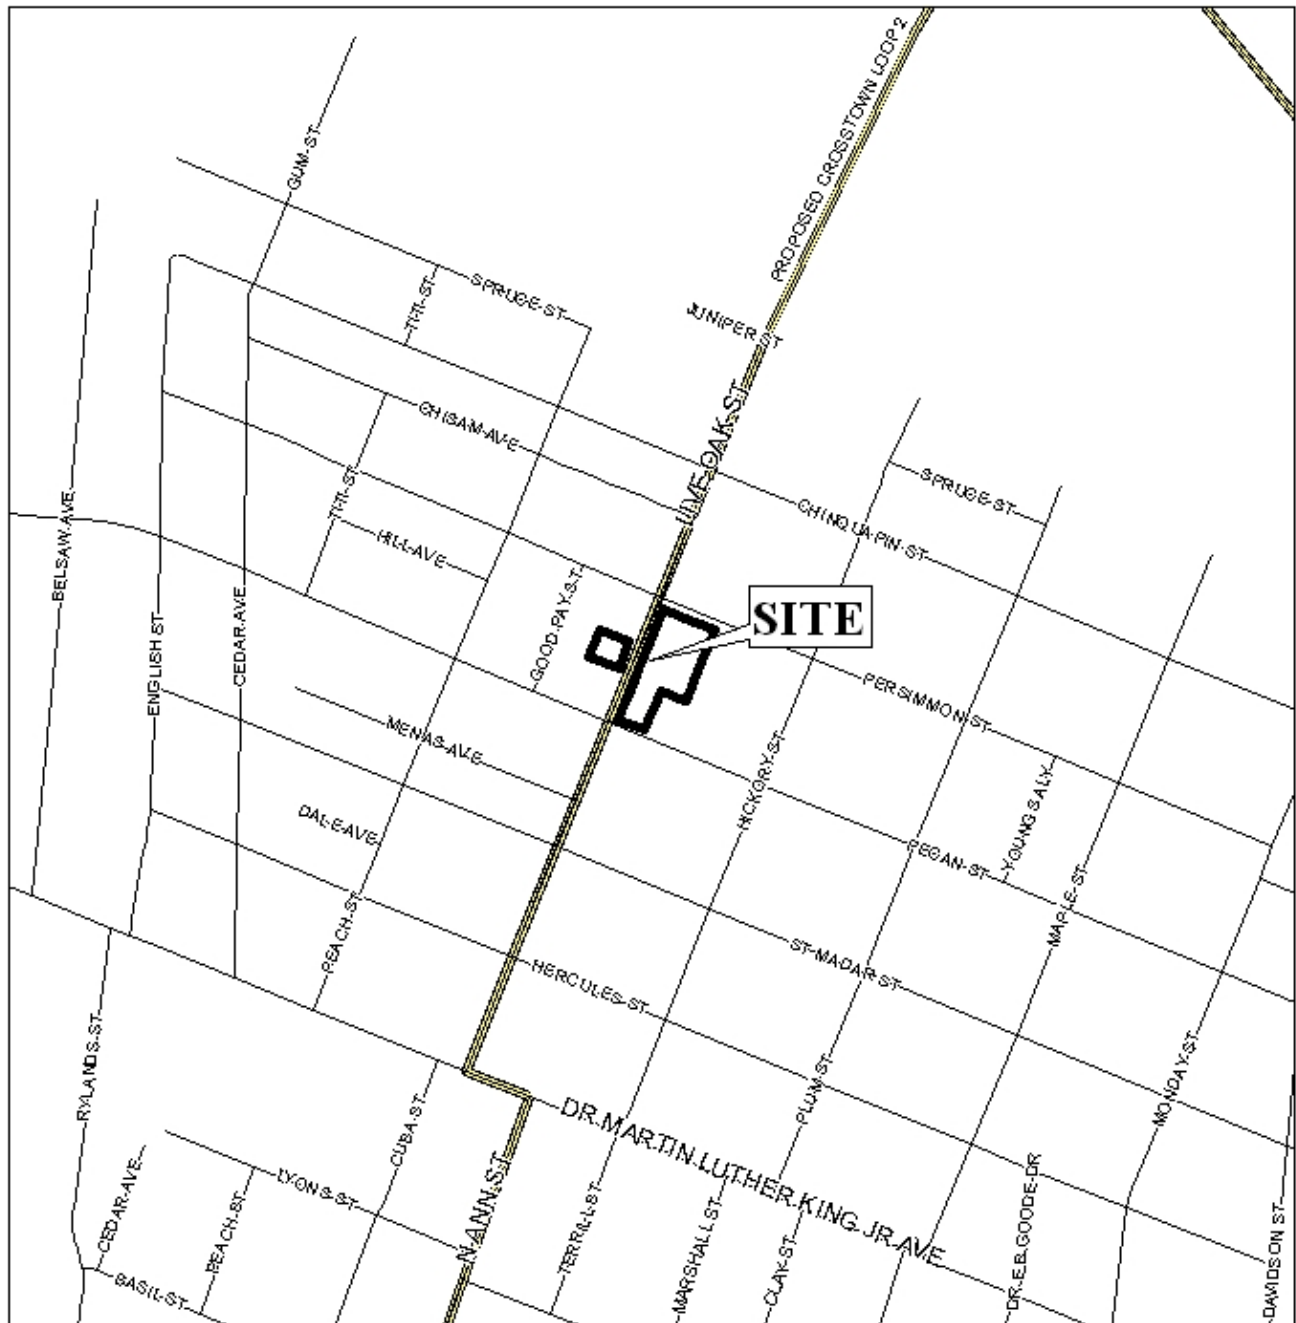 PROPOSED CROSSTOWN LOOP 2
GUM ST
SPRUCE ST
TITI ST
JUNIPER ST
CHISAM AVE
LIVE OAK ST
SPRUCE ST
TITI ST
CHINQUAPIN ST
BELSAW AVE
HILL AVE
GOOD PAY ST
SITE
ENGLISH ST
CEDAR AVE
PERSIMMON ST
MENAS AVE
HICKORY ST
YOUNGS ALY
DALE AVE
PECAN ST
MAPLE ST
PEACH ST
ST MADAR ST
HERCULES ST
RYLANDS ST
PLUM ST
MONDAY ST
CUBA ST
DR MARTIN LUTHER KING JR AVE
LYONS ST
N ANN ST
CEDAR AVE
PEACH ST
TERRILL ST
MARSHALL ST
CLAY ST
DR E B GOODE DR
DAVIDSON ST
BASIL ST